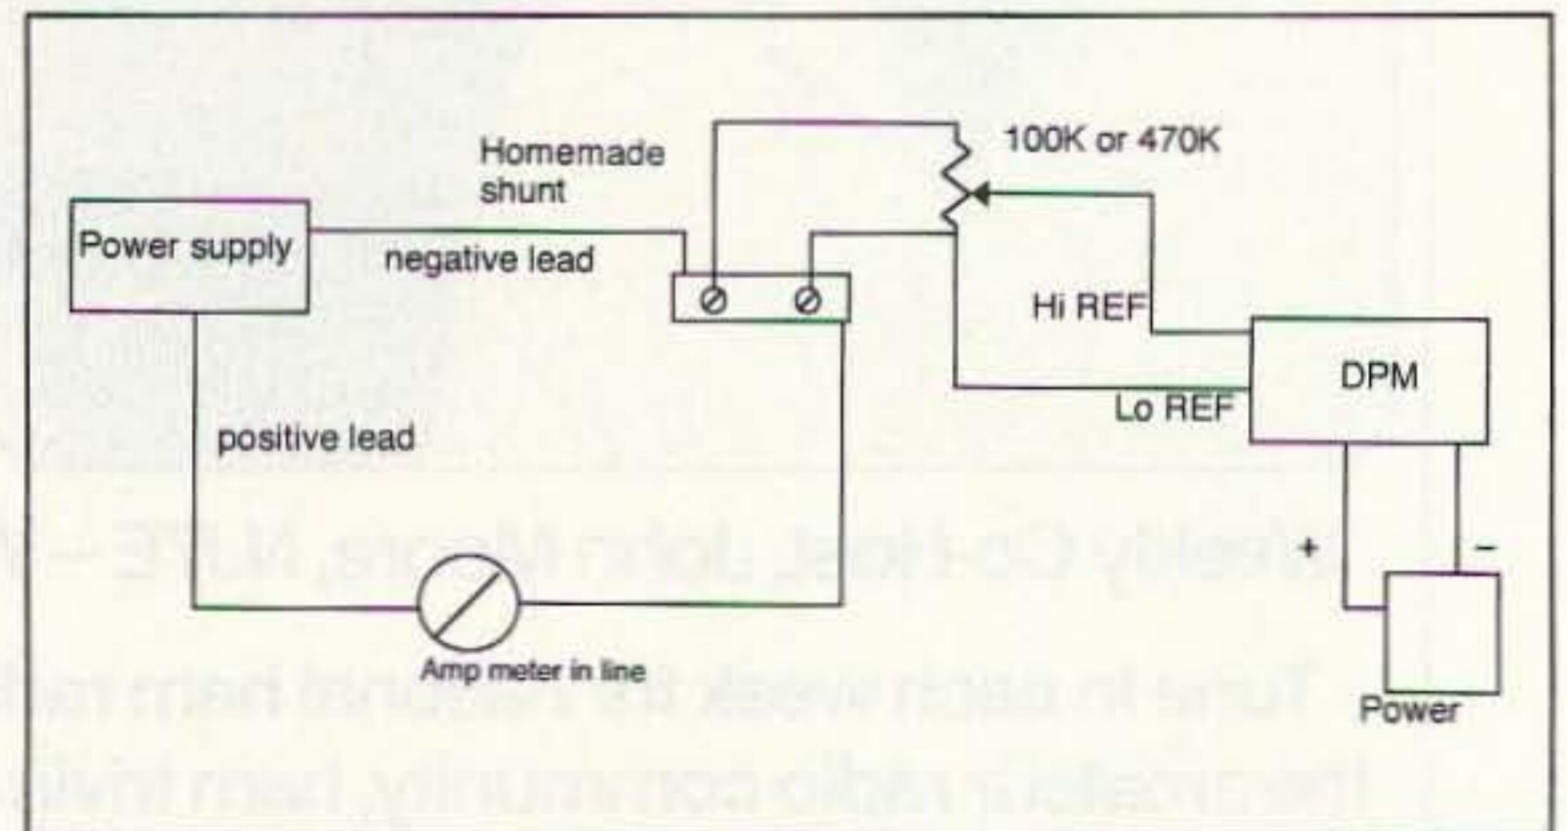 Homemade
shunt
100K or 470K
Power supply
negative lead
Hi REF
DPM
Lo REF
positive lead
+
–
Amp meter in line
Power